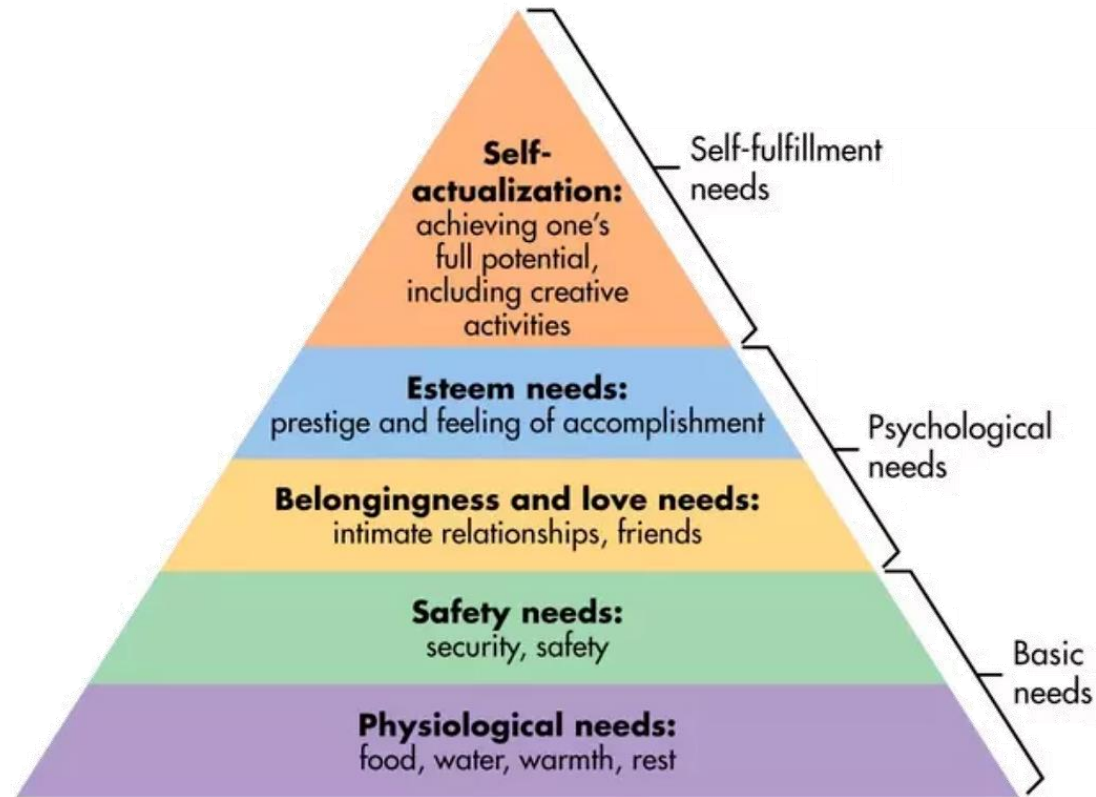 Self-
actualization:
achieving one's
full potential,
including creative
activities
Self-fulfillment
needs
Esteem needs:
prestige and feeling of accomplishment
Psychological
needs
Belongingness and love needs:
intimate relationships, friends
Safety needs:
security, safety
Basic
needs
Physiological needs:
food, water, warmth, rest